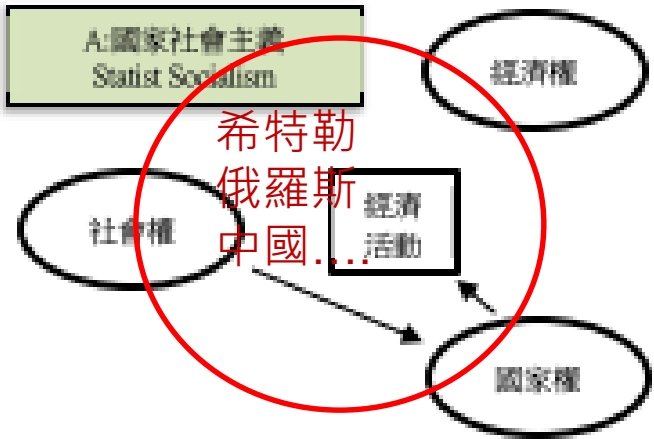 A:國家社會主義
Statist Socialism
經濟權
希特勒
俄羅斯
中國....
社會權
經濟
活動
國家權